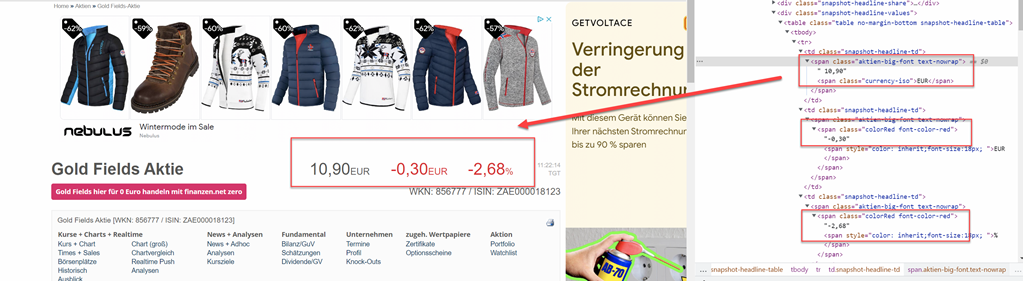 Home » Aktien » Gold Fields-Aktie
-62%
-59%
-60%
-60%
-62%
-62%
-57%
nebulus
Wintermode im Sale
Nebulus
GETVOLTACE
Verringerung
der
Stromrechnun
Mit diesem Gerät können Sie
Ihrer nächsten Stromrechnun
bis zu 90 % sparen
Gold Fields Aktie
10,90EUR -0,30EUR -2,68%
11:22:14
TGT
Gold Fields hier für 0 Euro handeln mit finanzen.net zero
WKN: 856777 / ISIN: ZAE000018123
Gold Fields Aktie [WKN: 856777 / ISIN: ZAE000018123]
Kurse + Charts + Realtime
Kurs + Chart
Times + Sales
Börsenplätze
Historisch
Ausblick
Chart (groß)
Chartvergleich
Realtime Push
Analysen
News + Analysen
News + Adhoc
Analysen
Kursziele
Fundamental
Bilanz/GuV
Schätzungen
Dividende/GV
Unternehmen
Termine
Profil
Knock-Outs
zugeh. Wertpapiere
Zertifikate
Optionsscheine
Aktion
Portfolio
Watchlist
AB-70
▶<div class="snapshot-headline-share">…</div>
▼<div class="snapshot-headline-values">
▼<table class="table no-margin-bottom snapshot-headline-table">
▼<tbody>
▼<tr>
▼<td class="snapshot-headline-td">
… ▼<span class="aktien-big-font text-nowrap"> == $0
" 10,90"
<span class="currency-iso">EUR</span>
</span>
</td>
▼<td class="snapshot-headline-td">
▼<span class="aktien-big-font text-nowrap">
▼<span class="colorRed font-color-red">
"-0,30"
<span style="color: inherit;font-size:18px; ">EUR
</span>
</span>
</td>
▼<td class="snapshot-headline-td">
▼<span class="aktien-big-font text-nowrap">
▼<span class="colorRed font-color-red">
"-2,68"
<span style="color: inherit;font-size:18px; ">%
</span>
… snapshot-headline-table tbody tr td.snapshot-headline-td span.aktien-big-font.text-nowrap